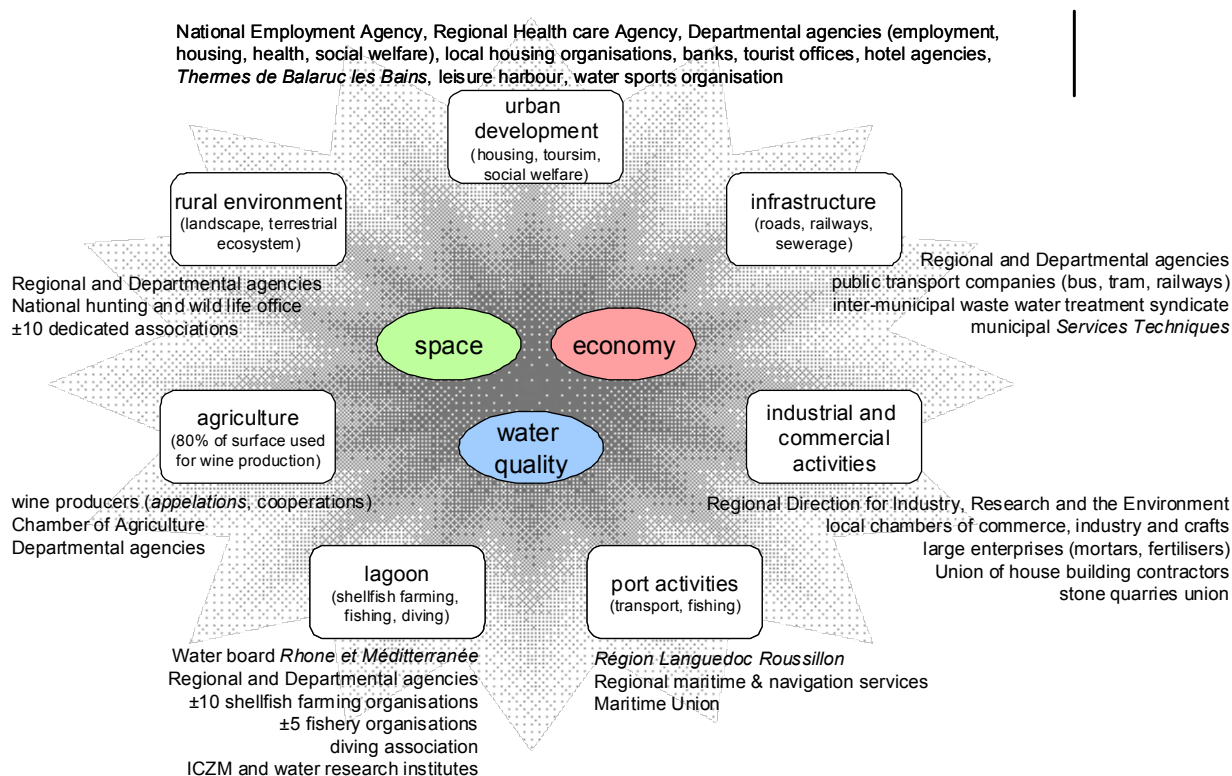 National Employment Agency, Regional Health care Agency, Departmental agencies (employment,
housing, health, social welfare), local housing organisations, banks, tourist offices, hotel agencies,
Thermes de Balaruc les Bains, leisure harbour, water sports organisation
urban
development
(housing, toursim,
social welfare)
rural environment
(landscape, terrestrial
ecosystem)
infrastructure
(roads, railways,
sewerage)
Regional and Departmental agencies
National hunting and wild life office
±10 dedicated associations
Regional and Departmental agencies
public transport companies (bus, tram, railways)
inter-municipal waste water treatment syndicate
municipal Services Techniques
space
economy
water
quality
agriculture
(80% of surface used
for wine production)
industrial and
commercial
activities
wine producers (appelations, cooperations)
Chamber of Agriculture
Departmental agencies
Regional Direction for Industry, Research and the Environment
local chambers of commerce, industry and crafts
large enterprises (mortars, fertilisers)
Union of house building contractors
stone quarries union
lagoon
(shellfish farming,
fishing, diving)
port activities
(transport, fishing)
Water board Rhone et Méditterranée
Regional and Departmental agencies
±10 shellfish farming organisations
±5 fishery organisations
diving association
ICZM and water research institutes
Région Languedoc Roussillon
Regional maritime & navigation services
Maritime Union